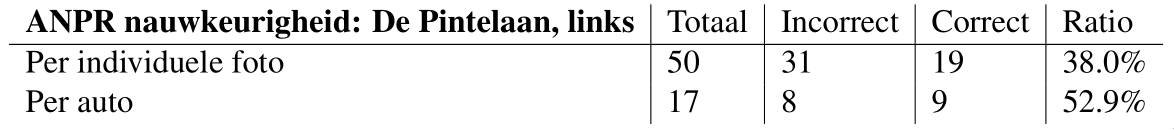 ANPR nauwkeurigheid: De Pintelaan, links Totaal Incorrect Correct Ratio
Per individuele foto 50 31 19 38.0%
Per auto 17 8 9 52.9%